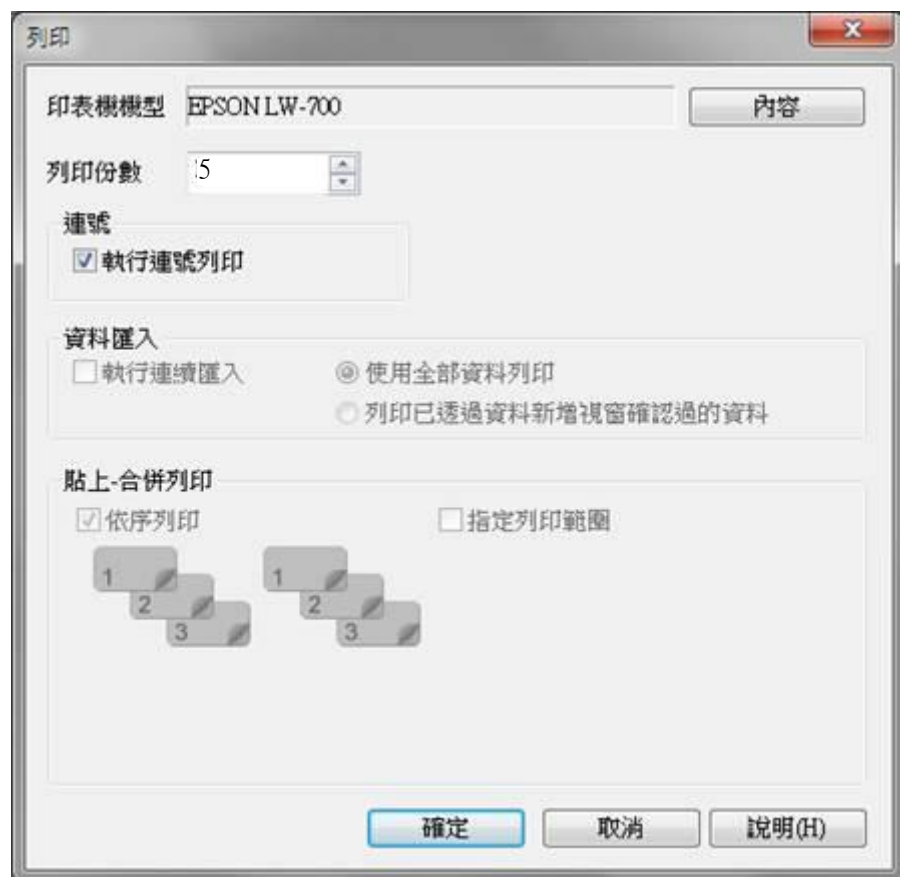 列印
印表機機型 EPSON LW-700 內容
列印份數 5
連號
執行連號列印
資料匯入
執行連續匯入 使用全部資料列印
列印已透過資料新增視窗確認過的資料
貼上-合併列印
依序列印 指定列印範圍
1 1
2 2
3 3
確定 取消 說明(H)